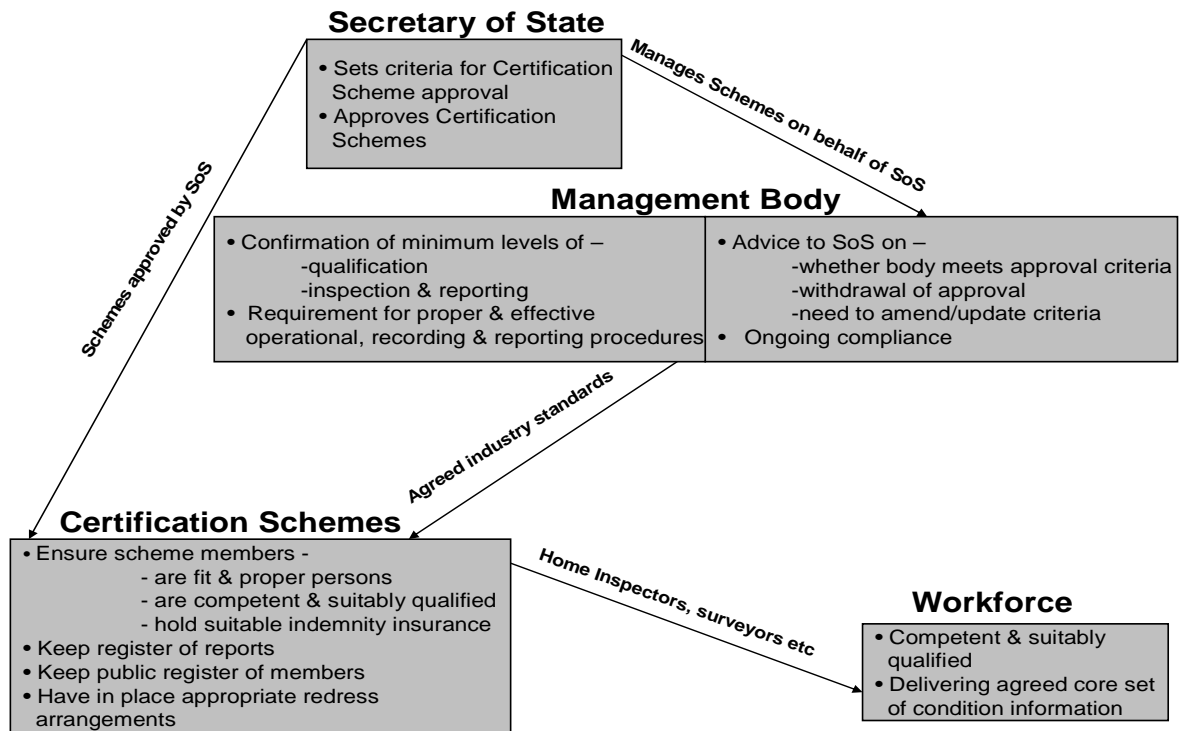 Secretary of State
• Sets criteria for Certification
Scheme approval
• Approves Certification
Schemes
Manages Schemes on behalf of SoS
Schemes approved by SoS
Management Body
• Confirmation of minimum levels of –
-qualification
-inspection & reporting
• Requirement for proper & effective
operational, recording & reporting procedures
• Advice to SoS on –
-whether body meets approval criteria
-withdrawal of approval
-need to amend/update criteria
• Ongoing compliance
Agreed industry standards
Certification Schemes
• Ensure scheme members -
- are fit & proper persons
- are competent & suitably qualified
- hold suitable indemnity insurance
• Keep register of reports
• Keep public register of members
• Have in place appropriate redress
arrangements
Home Inspectors, surveyors etc
Workforce
• Competent & suitably
qualified
• Delivering agreed core set
of condition information